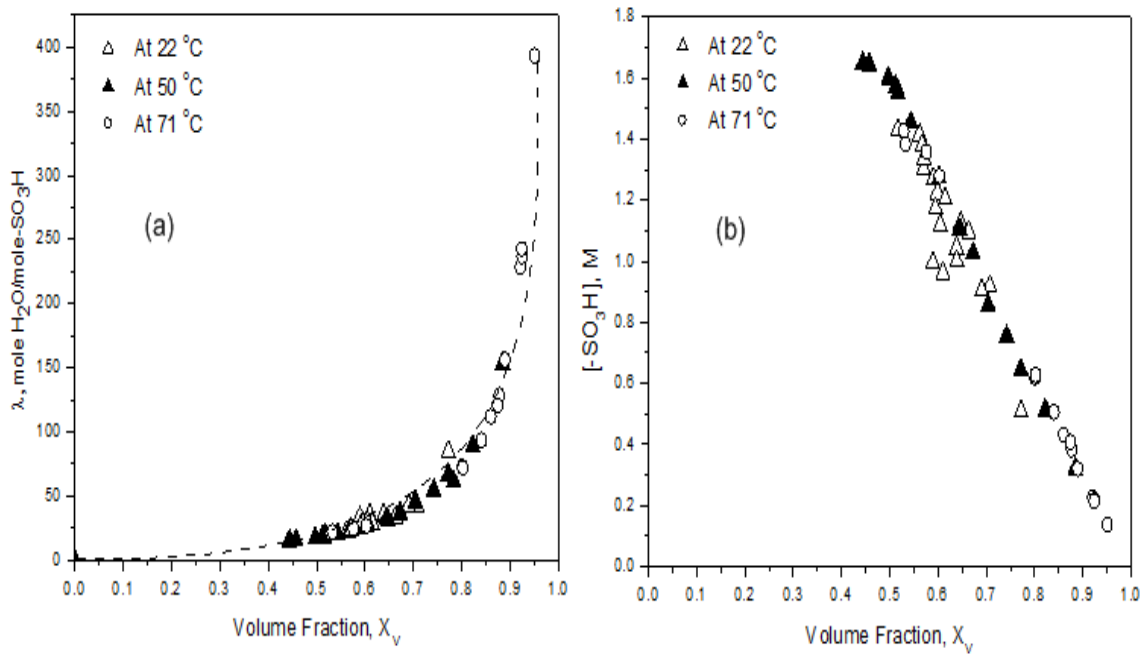 400
350
300
250
200
150
100
50
0
λ, mole H₂O/mole-SO₃H
△ At 22 °C
▲ At 50 °C
○ At 71 °C
(a)
0.0 0.1 0.2 0.3 0.4 0.5 0.6 0.7 0.8 0.9 1.0
Volume Fraction, Xᵥ
1.8
1.6
1.4
1.2
1.0
0.8
0.6
0.4
0.2
0.0
[-SO₃H], M
△ At 22 °C
▲ At 50 °C
○ At 71 °C
(b)
0.0 0.1 0.2 0.3 0.4 0.5 0.6 0.7 0.8 0.9 1.0
Volume Fraction, Xᵥ